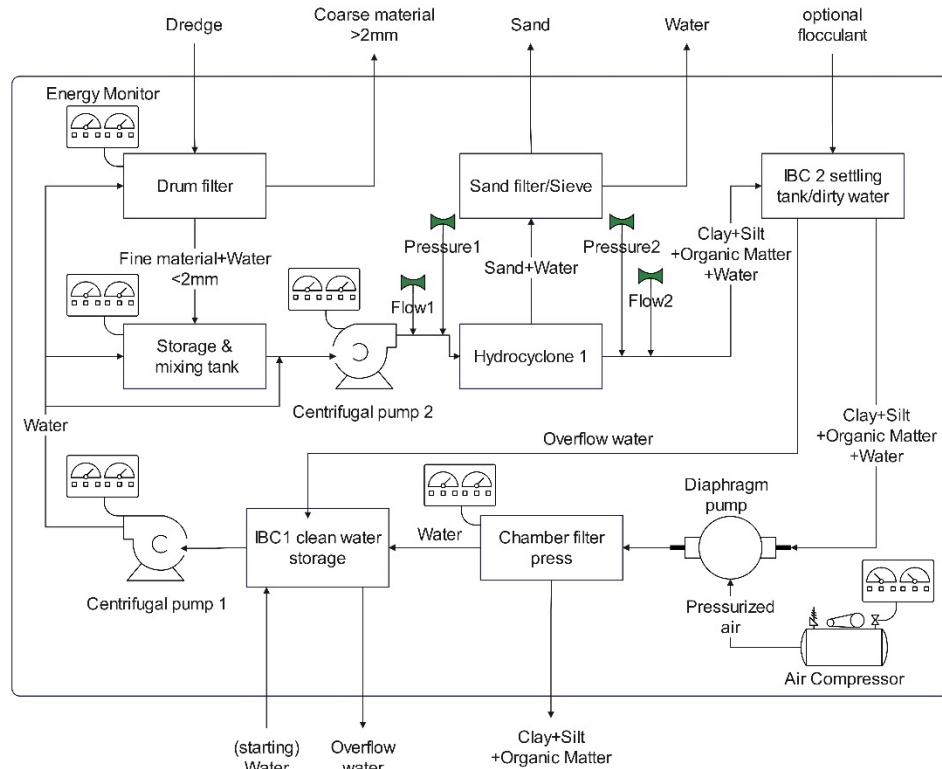 Dredge
Coarse material
>2mm
Sand
Water
optional
flocculant
Energy Monitor
Drum filter
Sand filter/Sieve
IBC 2 settling
tank/dirty water
Fine material+Water
<2mm
Pressure1
Sand+Water
Pressure2
Clay+Silt
+Organic Matter
+Water
Flow1
Flow2
Storage &
mixing tank
Hydrocyclone 1
Centrifugal pump 2
Water
Overflow water
Clay+Silt
+Organic Matter
+Water
Diaphragm
pump
IBC1 clean water
storage
Water
Chamber filter
press
Centrifugal pump 1
Pressurized
air
Air Compressor
(starting)
Water
Overflow
water
Clay+Silt
+Organic Matter